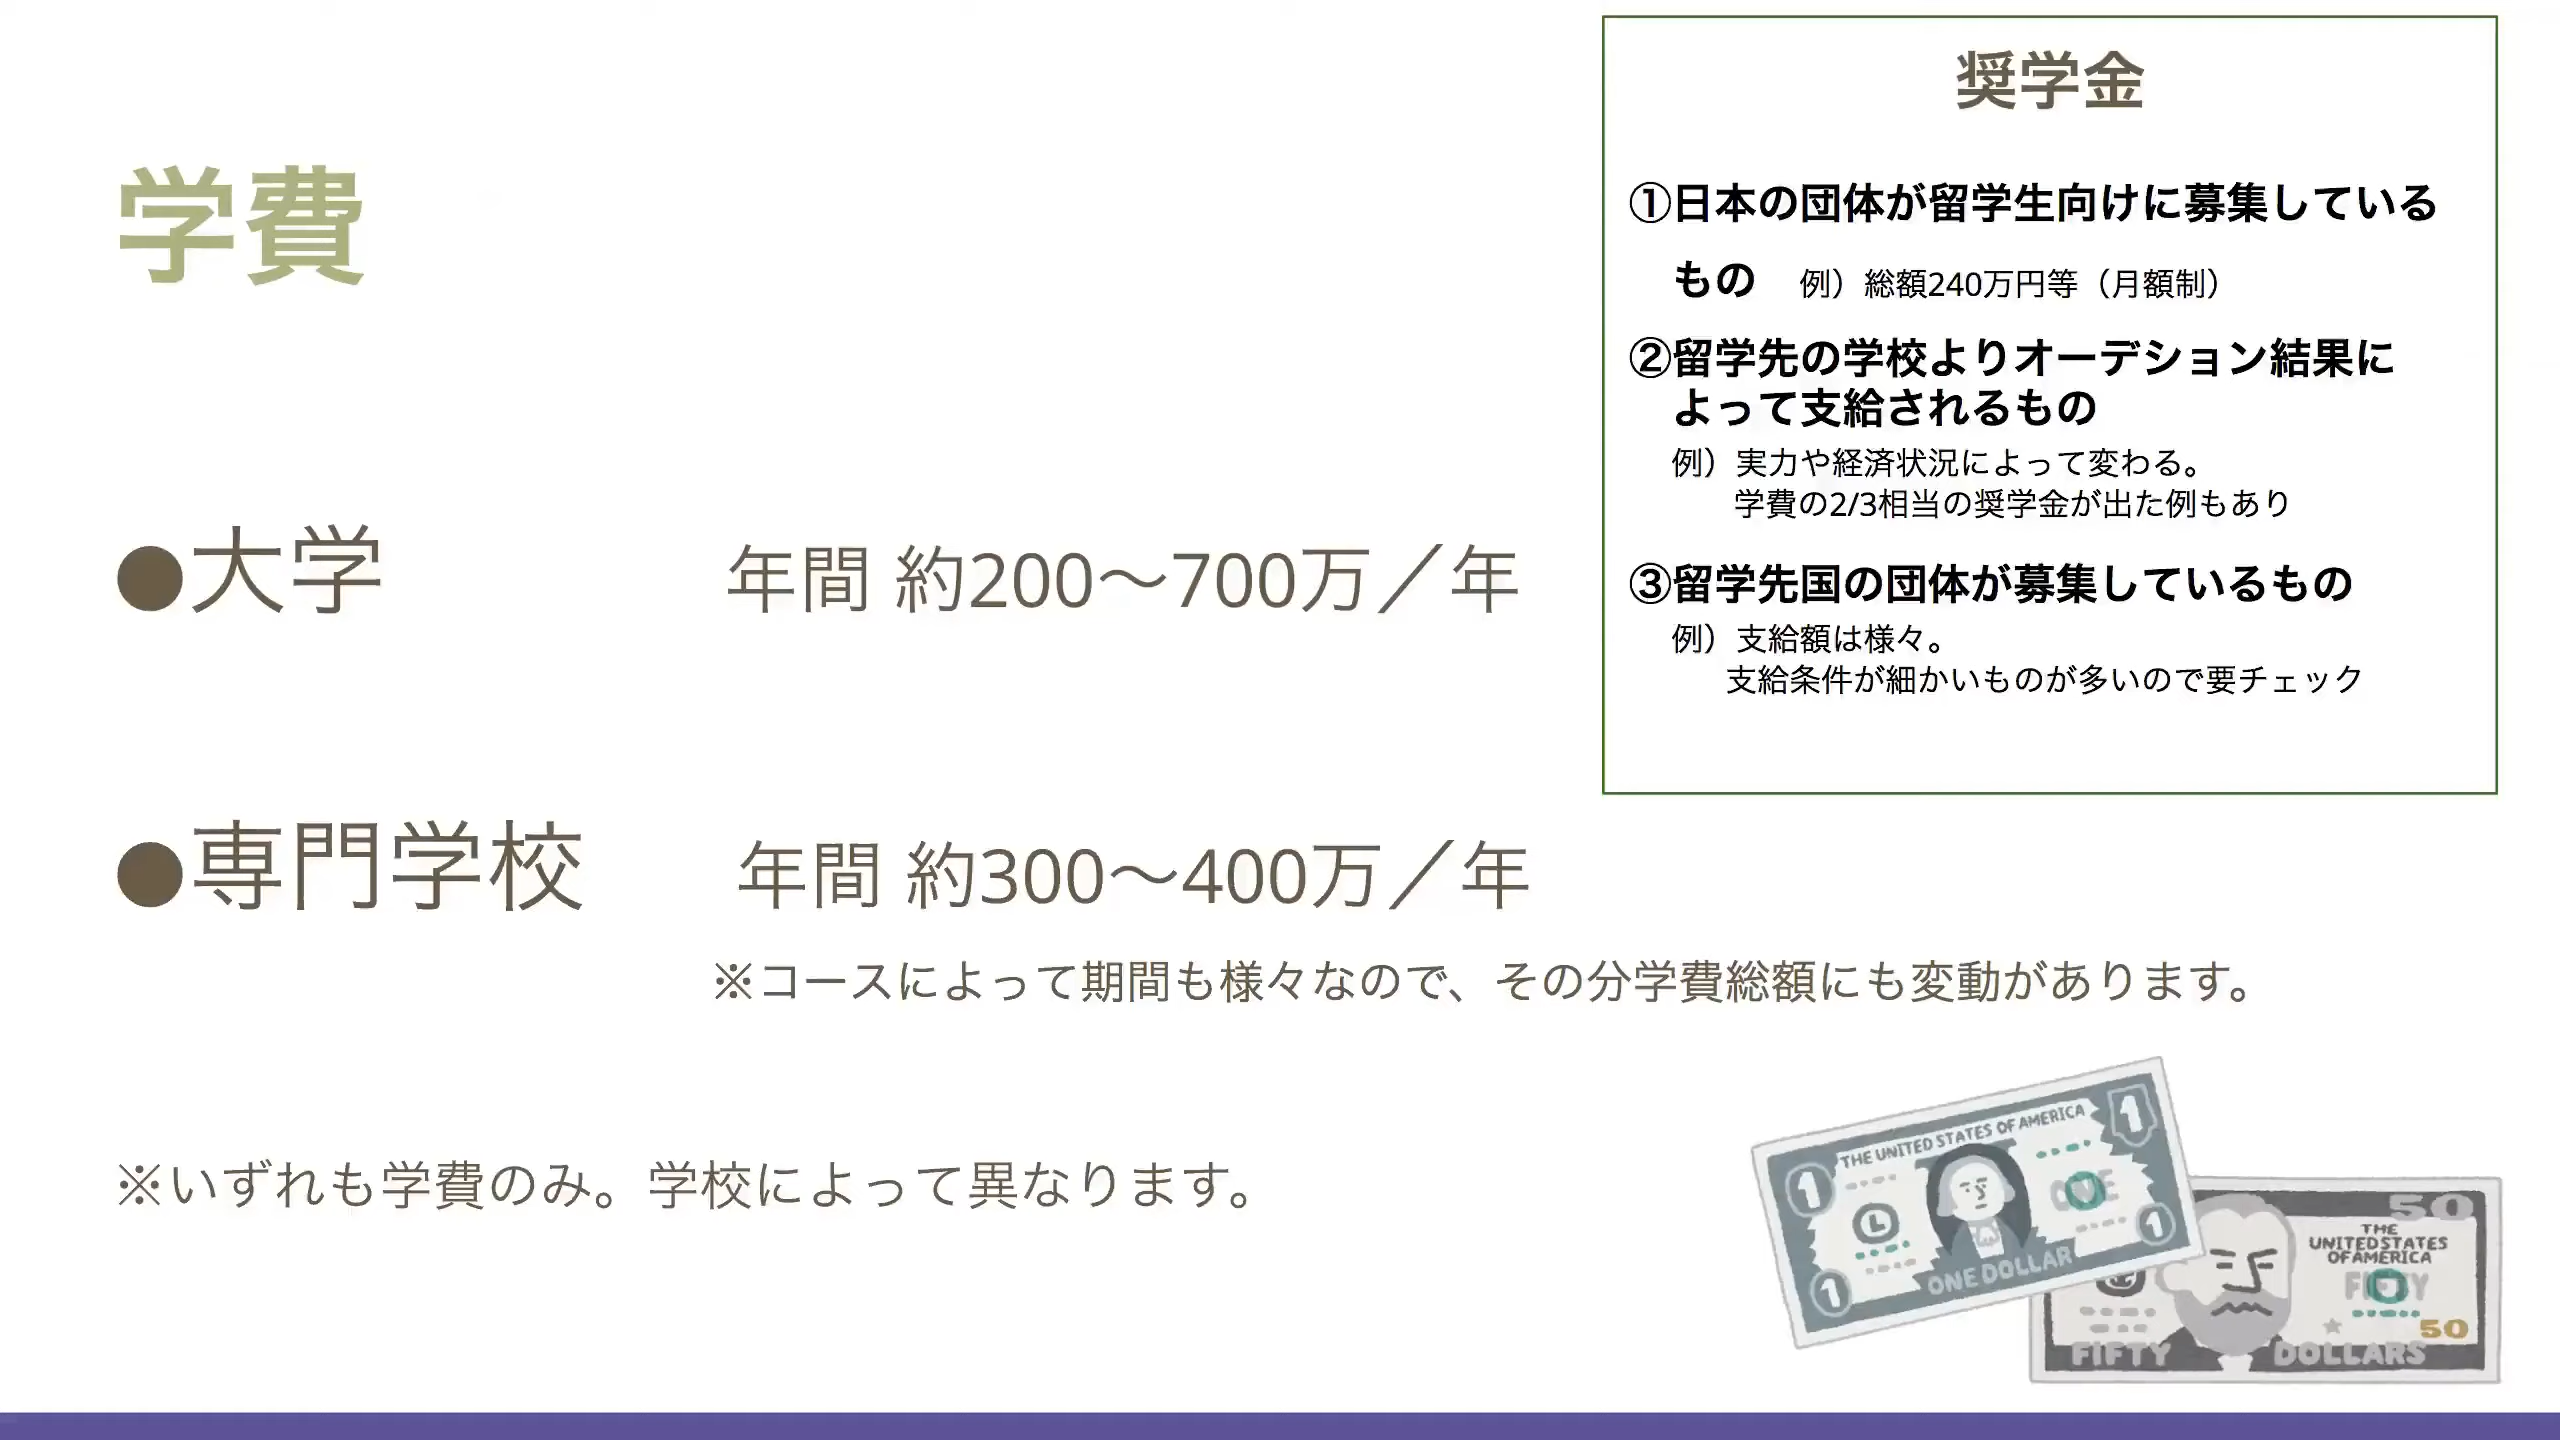 学費
●大学 年間 約200～700万／年
●専門学校 年間 約300～400万／年
※コースによって期間も様々なので、その分学費総額にも変動があります。
※いずれも学費のみ。学校によって異なります。
奨学金
①日本の団体が留学生向けに募集している
もの 例）総額240万円等（月額制）
②留学先の学校よりオーデション結果に
よって支給されるもの
例）実力や経済状況によって変わる。
学費の2/3相当の奨学金が出た例もあり
③留学先国の団体が募集しているもの
例）支給額は様々。
支給条件が細かいものが多いので要チェック
1
THE UNITED STATES OF AMERICA
1
L
ONE
1
ONE DOLLAR
1
50
THE
UNITED STATES
OF AMERICA
FIFTY
50
FIFTY DOLLARS